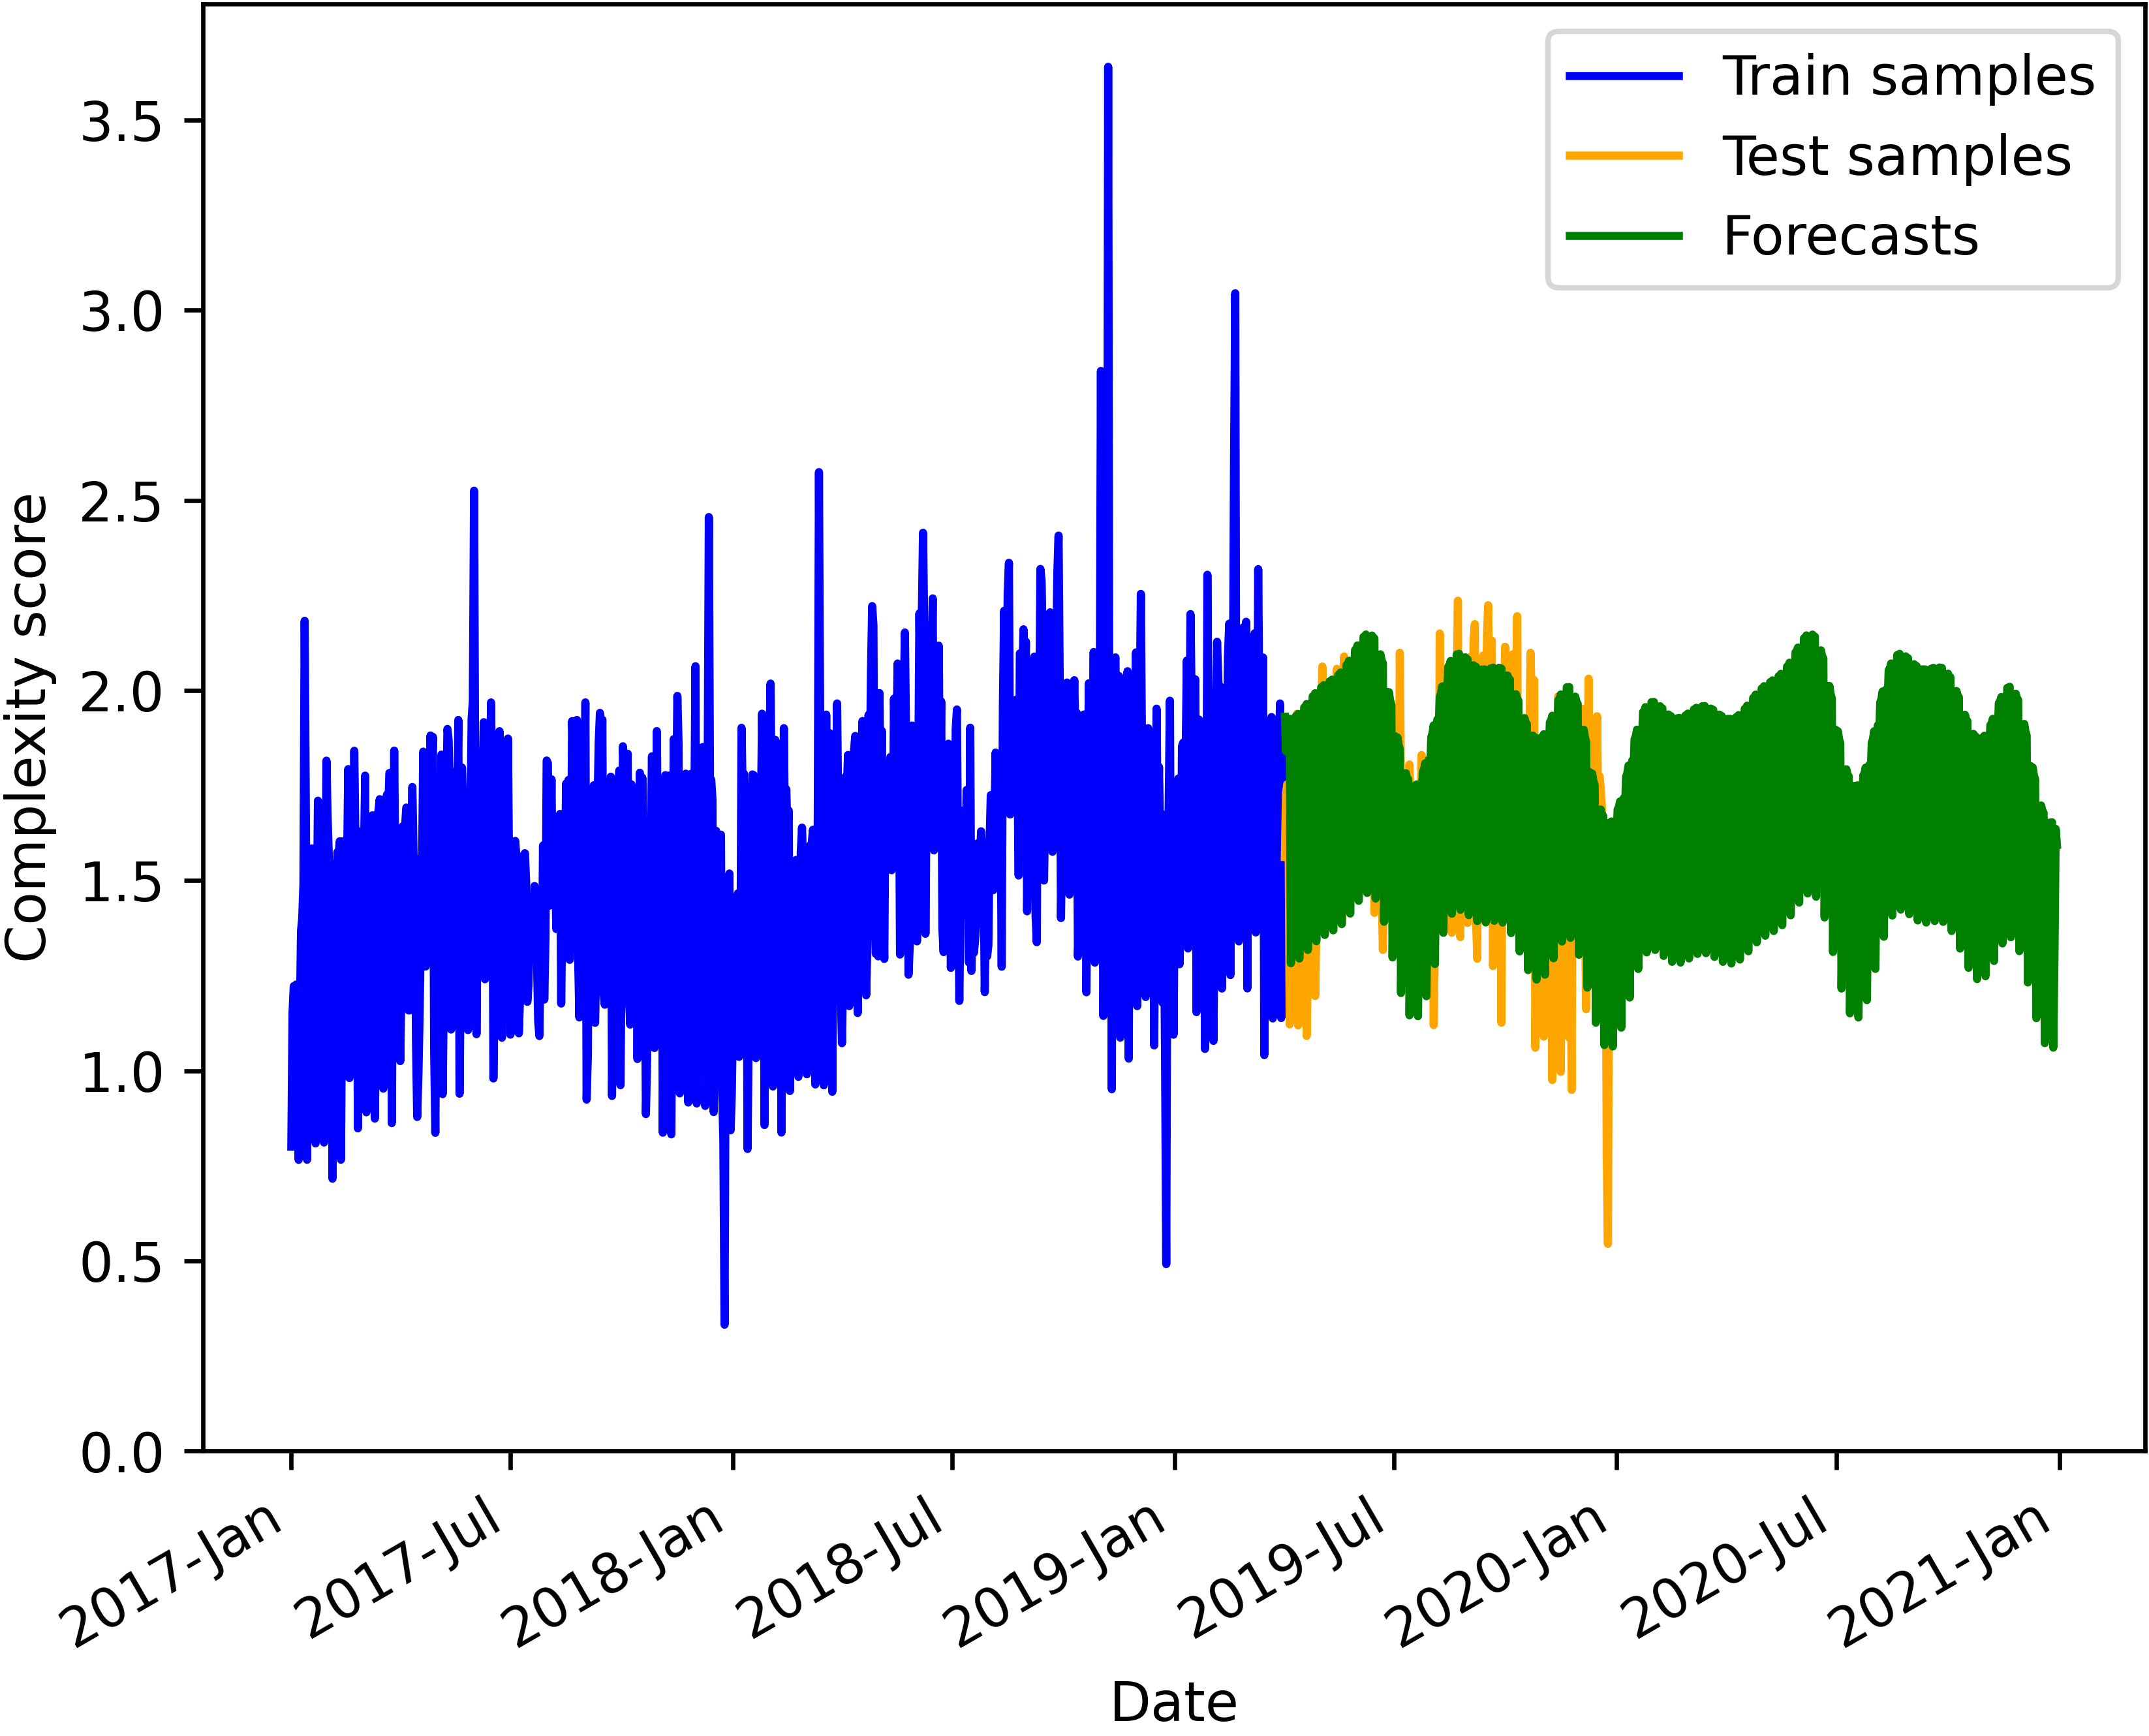 Train samples
Test samples
Forecasts
3.5
3.0
2.5
2.0
1.5
1.0
0.5
0.0
Complexity score
2017-Jan
2017-Jul
2018-Jan
2018-Jul
2019-Jan
2019-Jul
2020-Jan
2020-Jul
2021-Jan
Date